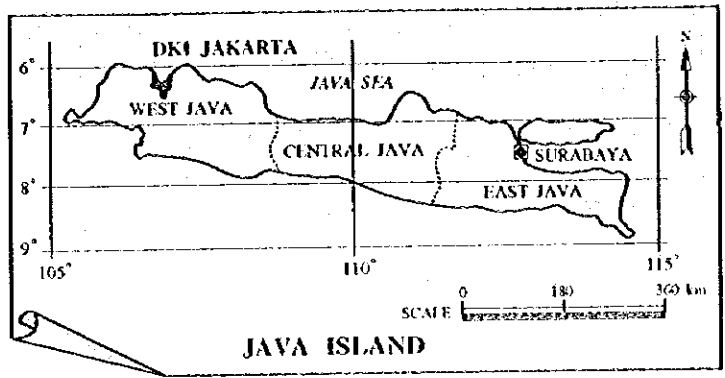 DKI JAKARTA
N
6°
JAVA SEA
WEST JAVA
7°
CENTRAL JAVA
SURABAYA
8°
EAST JAVA
9°
105°
110°
115°
0 180 360 km
SCALE
JAVA ISLAND